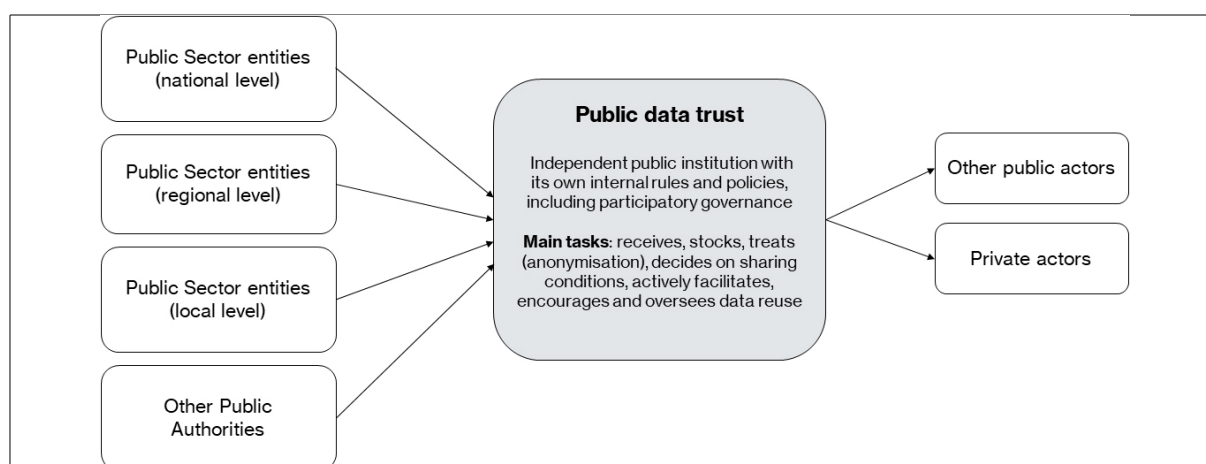 Public Sector entities
(national level)
Public Sector entities
(regional level)
Public Sector entities
(local level)
Other Public
Authorities
Public data trust
Independent public institution with
its own internal rules and policies,
including participatory governance
Main tasks: receives, stocks, treats
(anonymisation), decides on sharing
conditions, actively facilitates,
encourages and oversees data reuse
Other public actors
Private actors